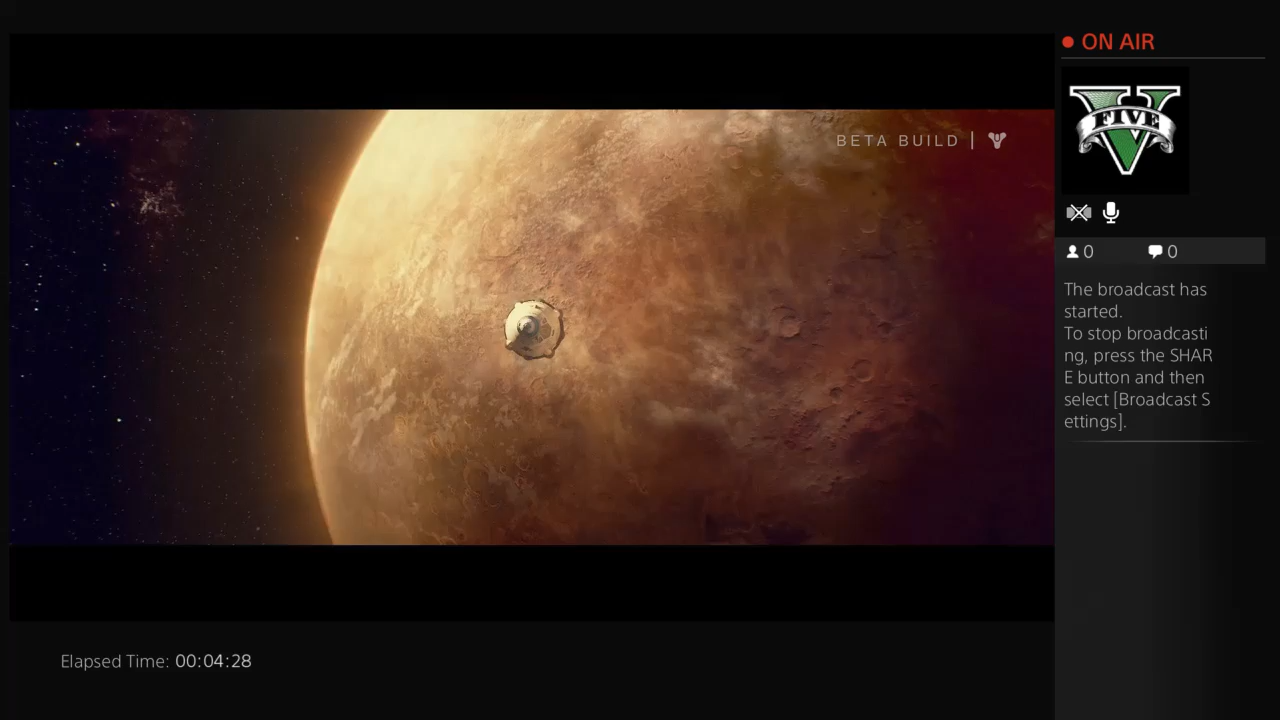 ON AIR
BETA BUILD
FIVE
0 0
The broadcast has
started.
To stop broadcasti
ng, press the SHAR
E button and then
select [Broadcast S
ettings].
Elapsed Time: 00:04:28